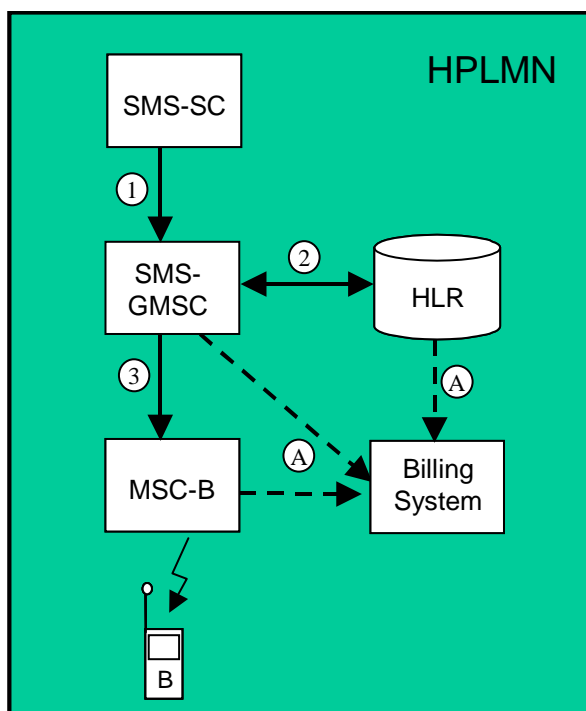 HPLMN
SMS-SC
1
SMS-
GMSC
2
HLR
3
A
A
MSC-B
Billing
System
B